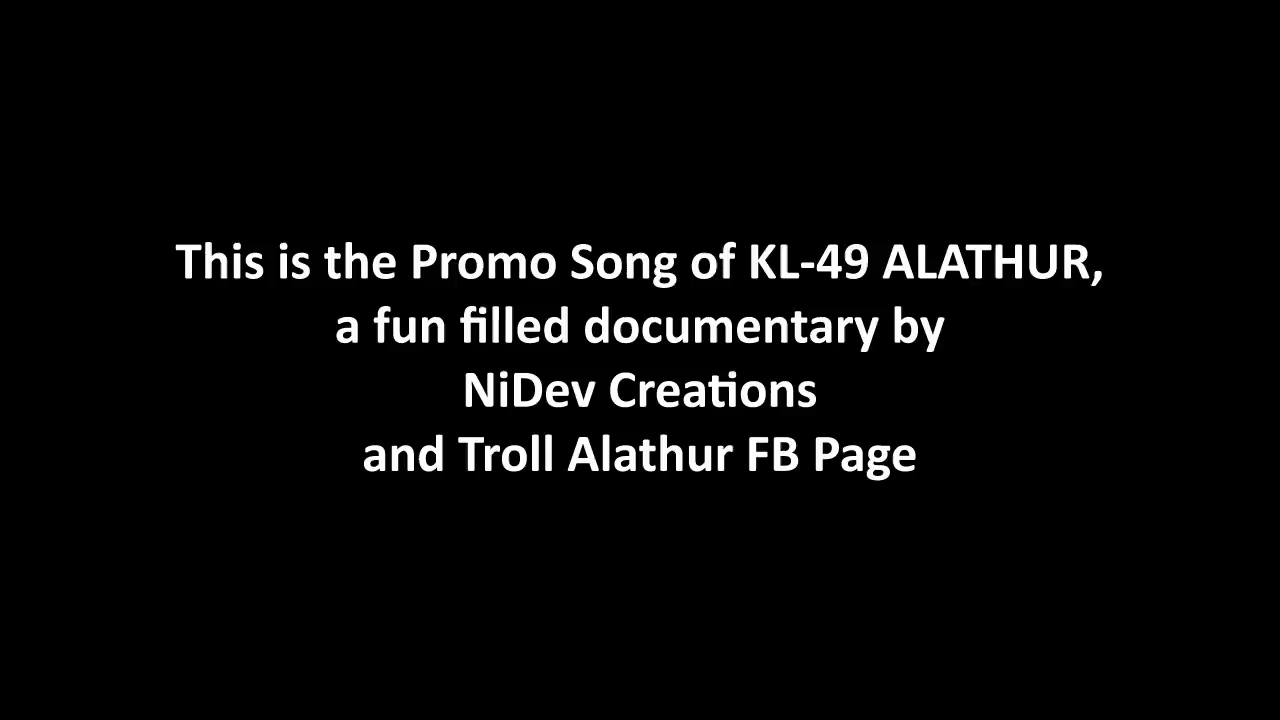 This is the Promo Song of KL-49 ALATHUR,
a fun filled documentary by
NiDev Creations
and Troll Alathur FB Page